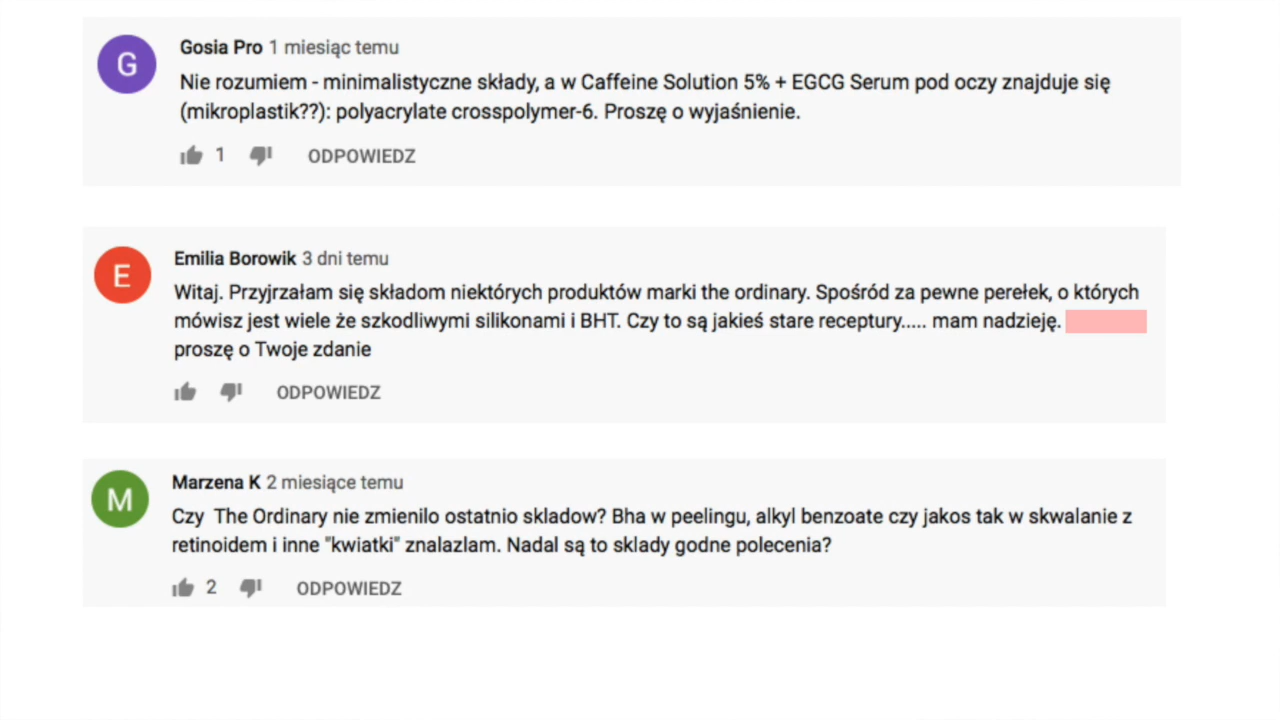 G
Gosia Pro 1 miesiąc temu
Nie rozumiem - minimalistyczne składy, a w Caffeine Solution 5% + EGCG Serum pod oczy znajduje się
(mikroplastik??): polyacrylate crosspolymer-6. Proszę o wyjaśnienie.
1 ODPOWIEDZ
E
Emilia Borowik 3 dni temu
Witaj. Przyjrzałam się składom niektórych produktów marki the ordinary. Spośród za pewne perełek, o których
mówisz jest wiele że szkodliwymi silikonami i BHT. Czy to są jakieś stare receptury..... mam nadzieję.
proszę o Twoje zdanie
ODPOWIEDZ
M
Marzena K 2 miesiące temu
Czy The Ordinary nie zmienilo ostatnio skladow? Bha w peelingu, alkyl benzoate czy jakos tak w skwalanie z
retinoidem i inne "kwiatki" znalazlam. Nadal są to sklady godne polecenia?
2 ODPOWIEDZ